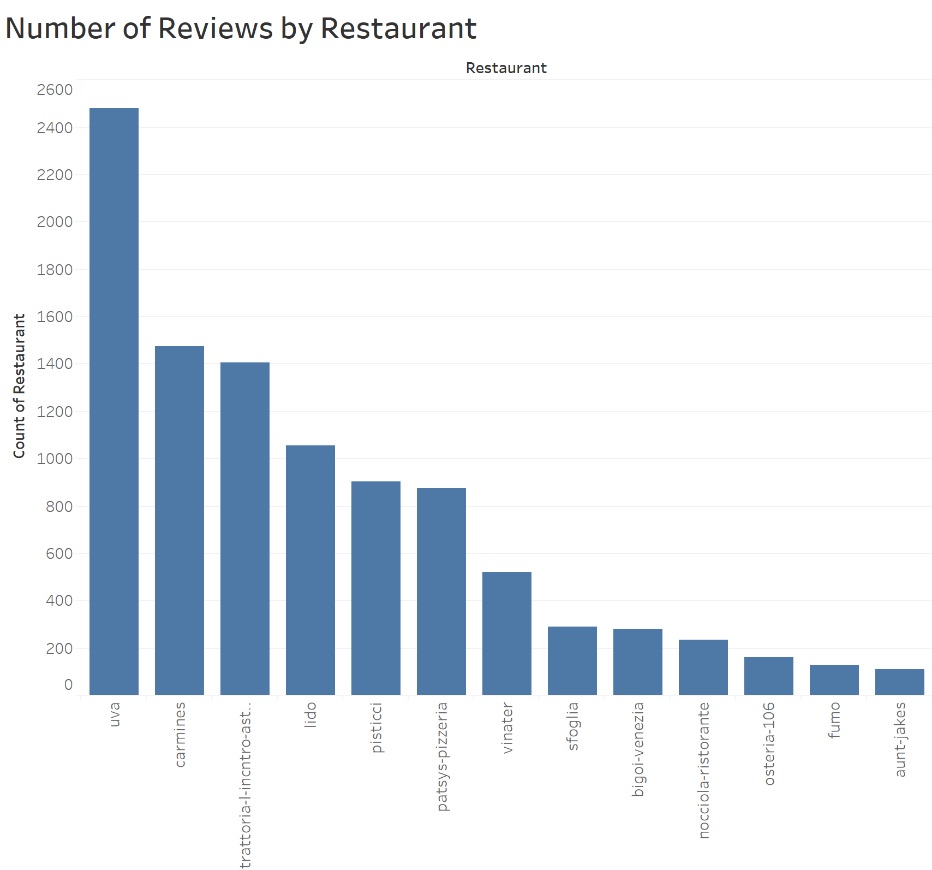 Number of Reviews by Restaurant
Restaurant
2600
2400
2200
2000
1800
1600
1400
1200
1000
800
600
400
200
0
Count of Restaurant
uva
carmines
trattoria-l-incntro-ast..
lido
pisticci
patsys-pizzeria
vinater
sfoglia
bigoi-venezia
nocciola-ristorante
osteria-106
fumo
aunt-jakes